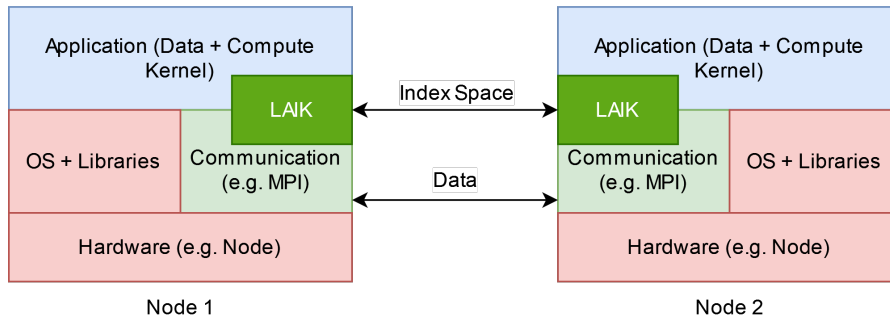 Application (Data + Compute
Kernel)
LAIK
OS + Libraries
Communication
(e.g. MPI)
Hardware (e.g. Node)
Node 1
Index Space
Data
Application (Data + Compute
Kernel)
LAIK
Communication
(e.g. MPI)
OS + Libraries
Hardware (e.g. Node)
Node 2